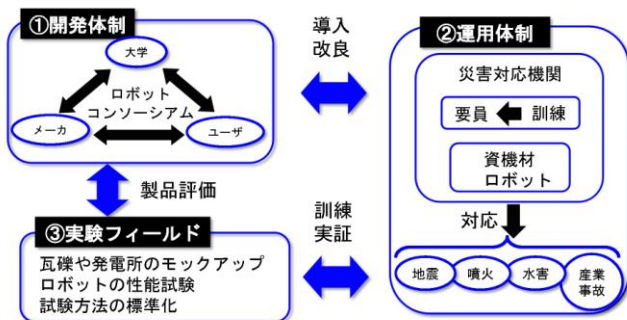 ①開発体制
大学
ロボット
コンソーシアム
メーカ
ユーザ
導入
改良
②運用体制
災害対応機関
要員
訓練
資機材
ロボット
対応
地震
噴火
水害
産業
事故
製品評価
③実験フィールド
瓦礫や発電所のモックアップ
ロボットの性能試験
試験方法の標準化
訓練
実証